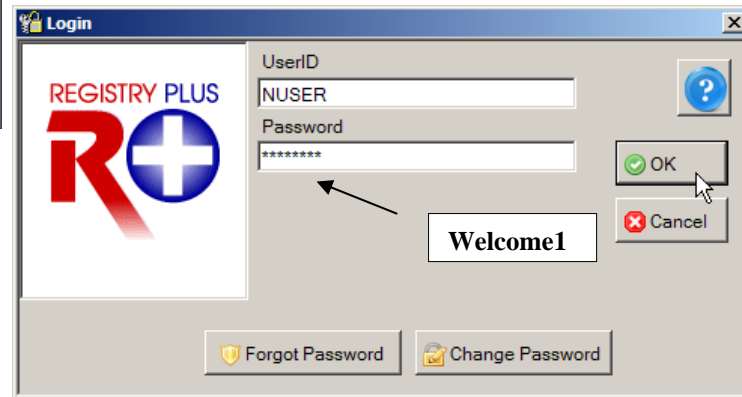 Login
REGISTRY PLUS
R
UserID
NUSER
Password
********
?
OK
Welcome1
Cancel
Forgot Password
Change Password